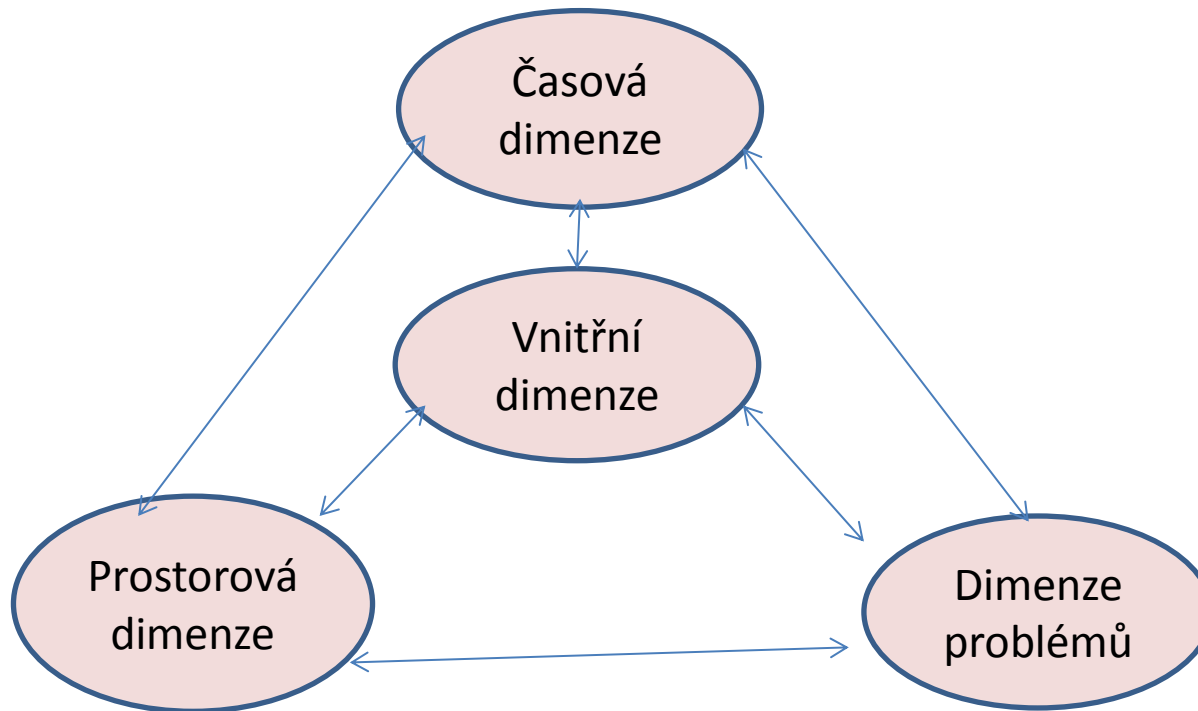 Časová
dimenze
Vnitřní
dimenze
Prostorová
dimenze
Dimenze
problémů